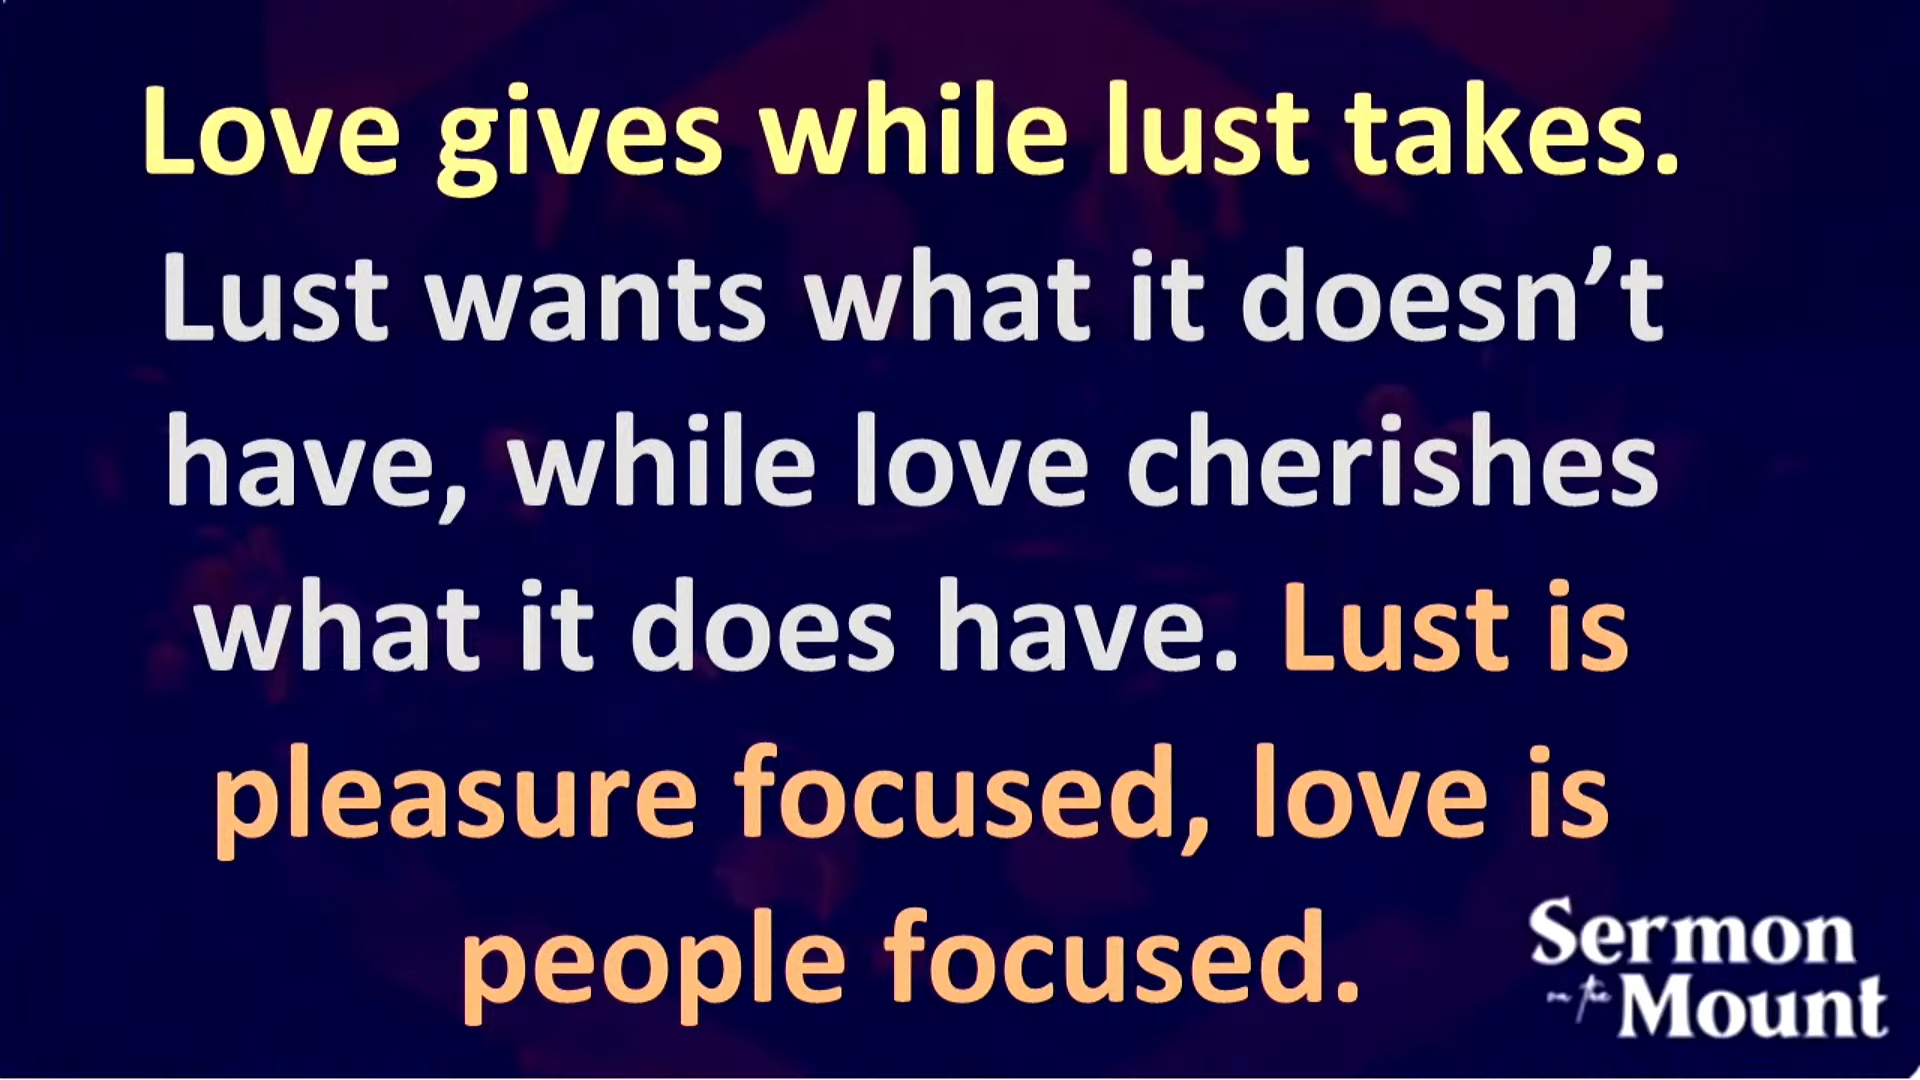 Love gives while lust takes.
Lust wants what it doesn’t
have, while love cherishes
what it does have. Lust is
pleasure focused, love is
people focused.
Sermon
on the Mount